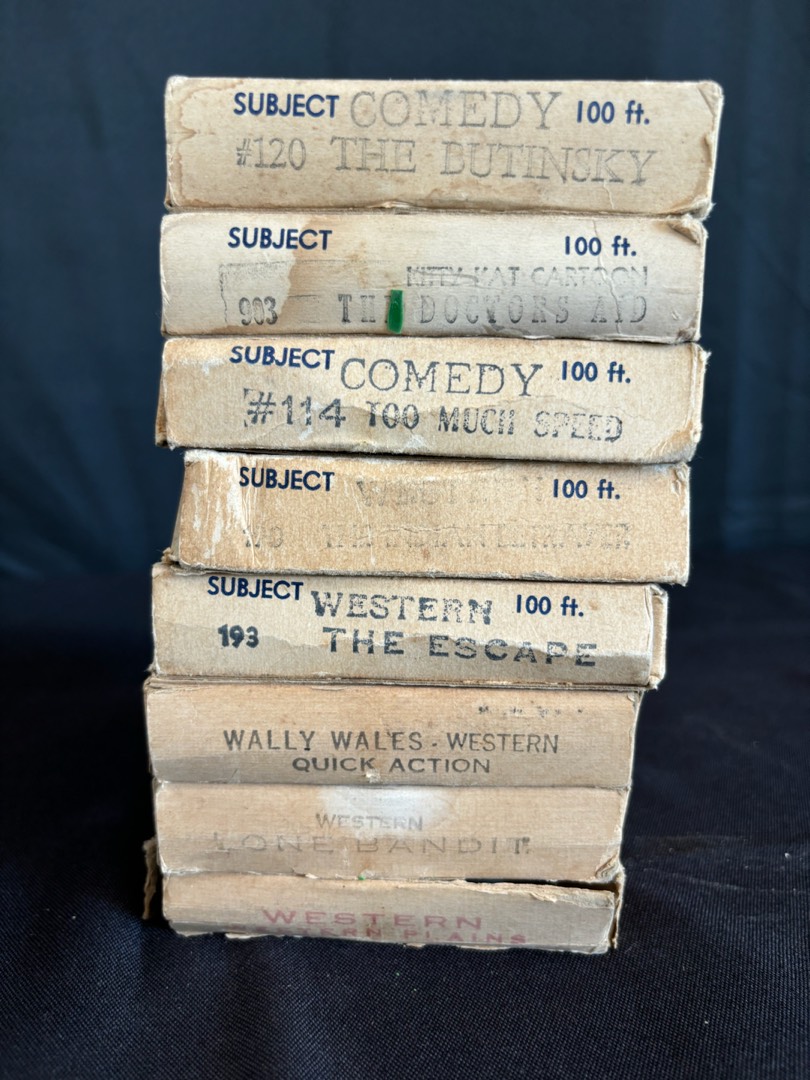 SUBJECT COMEDY 100 ft.
#120 THE BUTINSKY
SUBJECT 100 ft.
KITTY KAT CARTOON
903 THE DOCTORS AID
SUBJECT COMEDY 100 ft.
#114 TOO MUCH SPEED
SUBJECT 100 ft.
SUBJECT WESTERN 100 ft.
193 THE ESCAPE
WALLY WALES - WESTERN
QUICK ACTION
WESTERN
LONE BANDIT
WESTERN
PLAINS